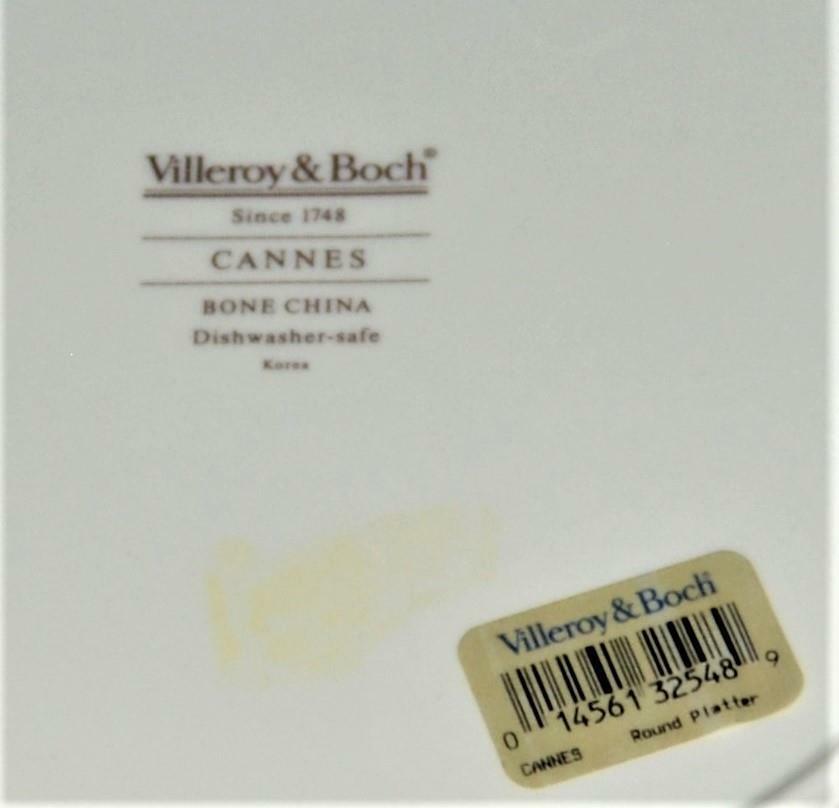 Villeroy & Boch®
Since 1748
CANNES
BONE CHINA
Dishwasher-safe
Korea
Villeroy & Boch
0 14561 32548 9
CANNES Round Platter